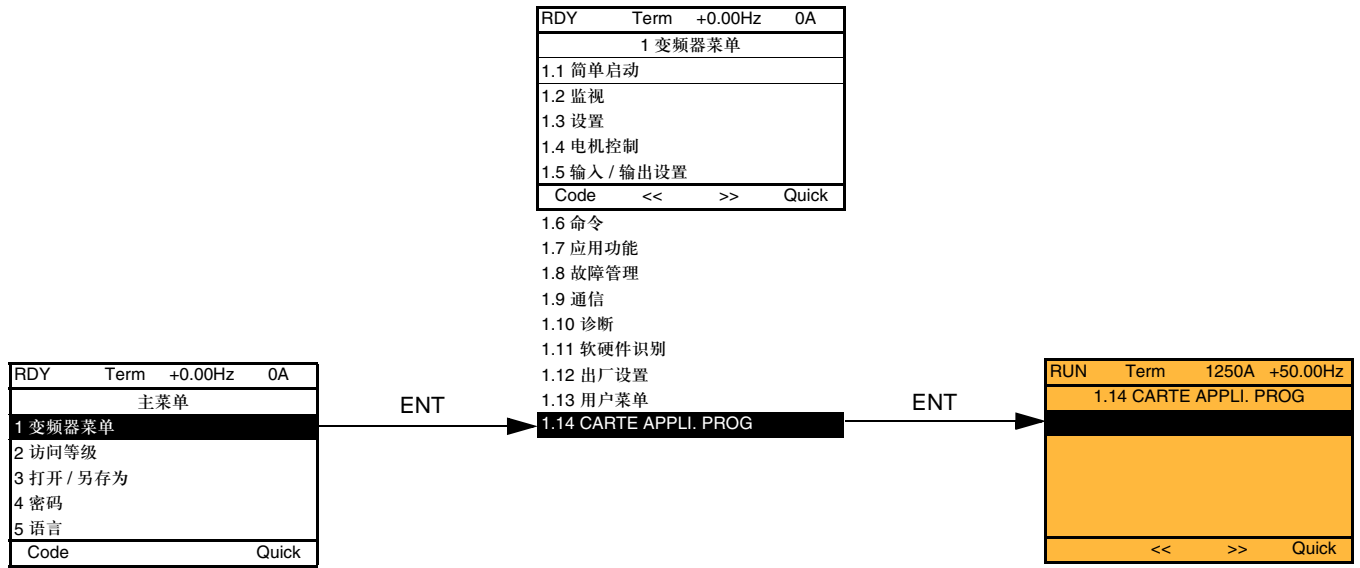 RDY Term +0.00Hz 0A
1 变频器菜单
1.1 简单启动
1.2 监视
1.3 设置
1.4 电机控制
1.5 输入 / 输出设置
Code << >> Quick
1.6 命令
1.7 应用功能
1.8 故障管理
1.9 通信
1.10 诊断
1.11 软硬件识别
1.12 出厂设置
1.13 用户菜单
1.14 CARTE APPLI. PROG
RDY Term +0.00Hz 0A
主菜单
1 变频器菜单
2 访问等级
3 打开 / 另存为
4 密码
5 语言
Code Quick
ENT
ENT
RUN Term 1250A +50.00Hz
1.14 CARTE APPLI. PROG
<< >> Quick